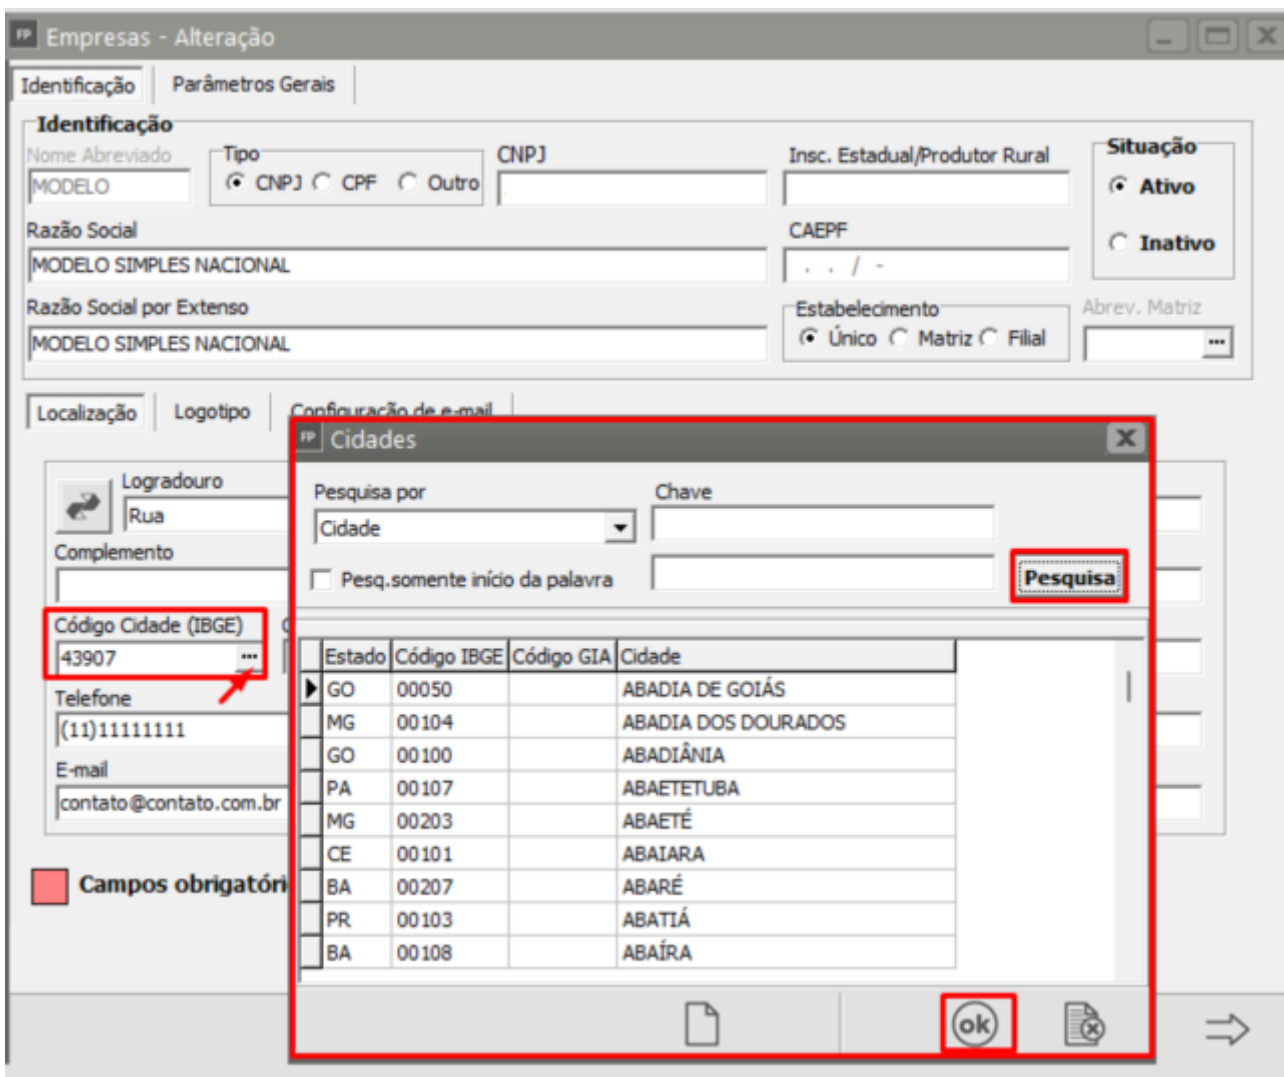 FP Empresas - Alteração
Identificação Parâmetros Gerais
Identificação
Nome Abreviado Tipo CNPJ Insc. Estadual/Produtor Rural Situação
MODELO CNPJ CPF Outro Ativo
Razão Social CAEPF
MODELO SIMPLES NACIONAL . . / - Inativo
Razão Social por Extenso Estabelecimento Abrev. Matriz
MODELO SIMPLES NACIONAL Único Matriz Filial ...
Localização Logotipo Configuração de e-mail
FP Cidades
Logradouro
Rua
Pesquisa por Chave
Cidade
Complemento
Pesq.somente início da palavra Pesquisa
Código Cidade (IBGE)
43907 ...
Telefone
(11)11111111
E-mail
contato@contato.com.br
Estado Código IBGE Código GIA Cidade
GO 00050 ABADIA DE GOIÁS
MG 00104 ABADIA DOS DOURADOS
GO 00100 ABADIÂNIA
PA 00107 ABAETETUBA
MG 00203 ABAETÉ
CE 00101 ABAIARA
BA 00207 ABARÉ
PR 00103 ABATIÁ
BA 00108 ABAÍRA
Campos obrigatóri
ok